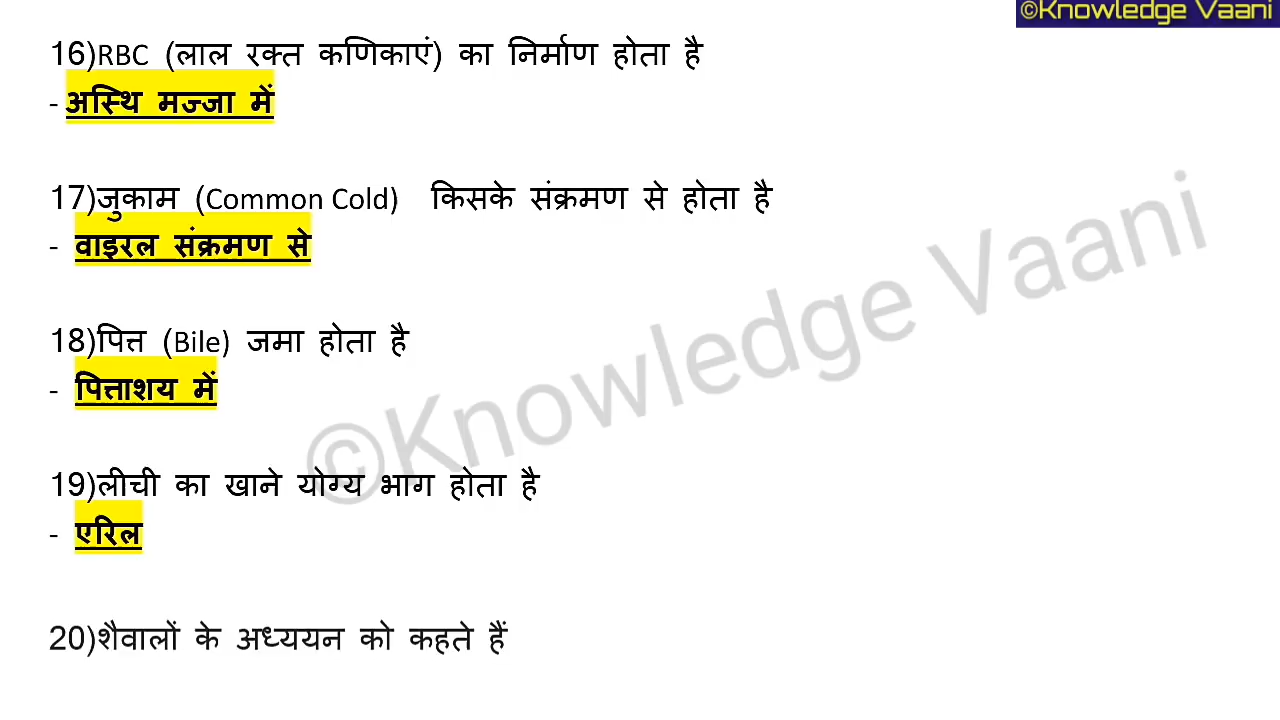 ©Knowledge Vaani
16)RBC (लाल रक्त कणिकाएं) का निर्माण होता है
- अस्थि मज्जा में
17)जुकाम (Common Cold) किसके संक्रमण से होता है
- वाइरल संक्रमण से
18)पित्त (Bile) जमा होता है
- पित्ताशय में
19)लीची का खाने योग्य भाग होता है
- एरिल
20)शैवालों के अध्ययन को कहते हैं
©Knowledge Vaani